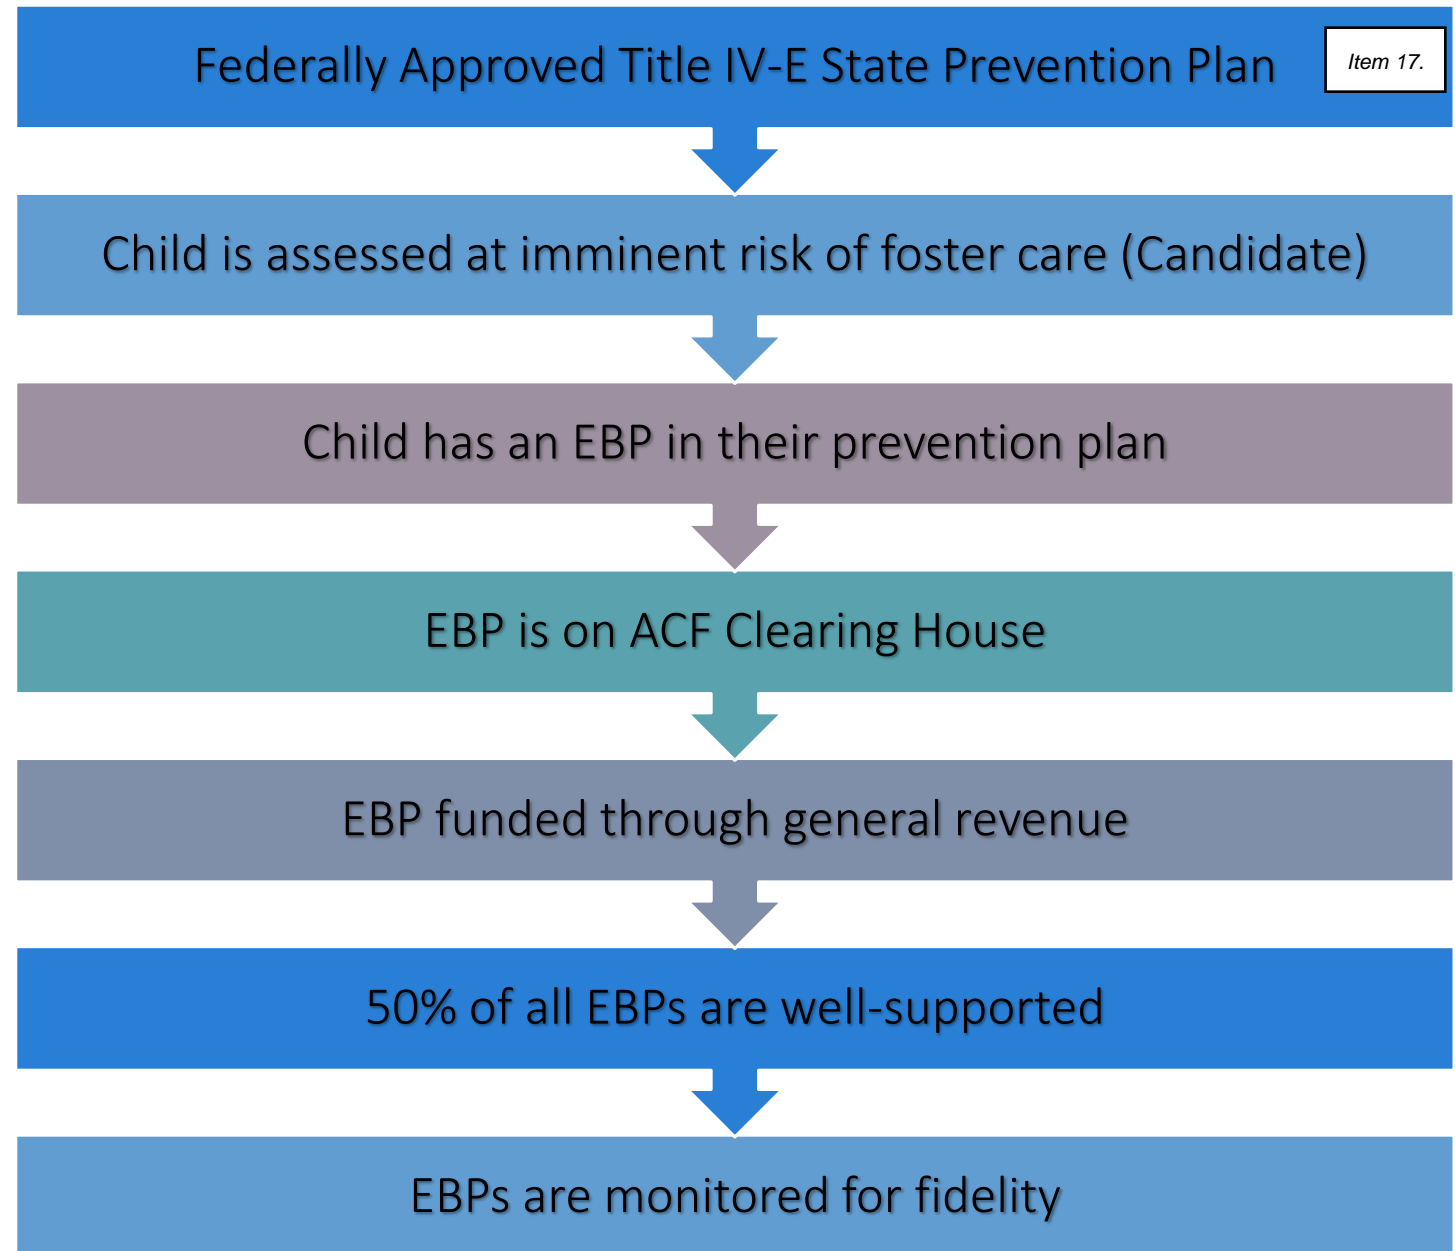 Federally Approved Title IV-E State Prevention Plan
Item 17.
Child is assessed at imminent risk of foster care (Candidate)
Child has an EBP in their prevention plan
EBP is on ACF Clearing House
EBP funded through general revenue
50% of all EBPs are well-supported
EBPs are monitored for fidelity